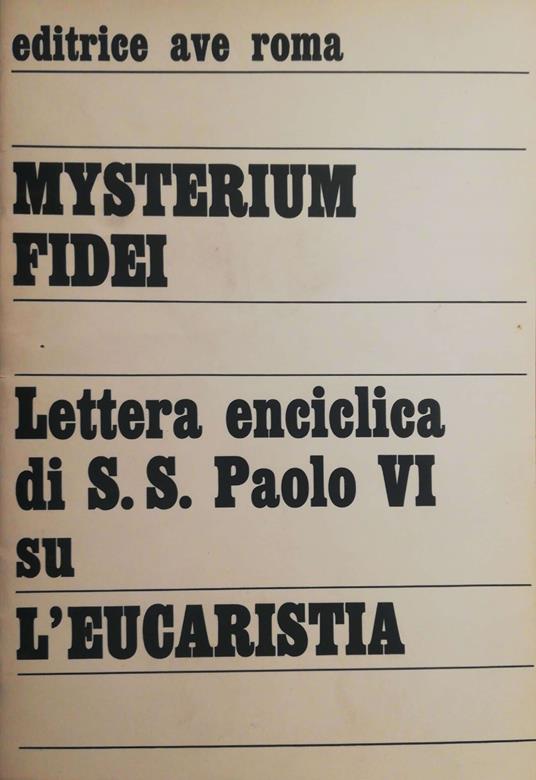 editrice ave roma
MYSTERIUM
FIDEI
Lettera enciclica
di S. S. Paolo VI
su
L'EUCARISTIA